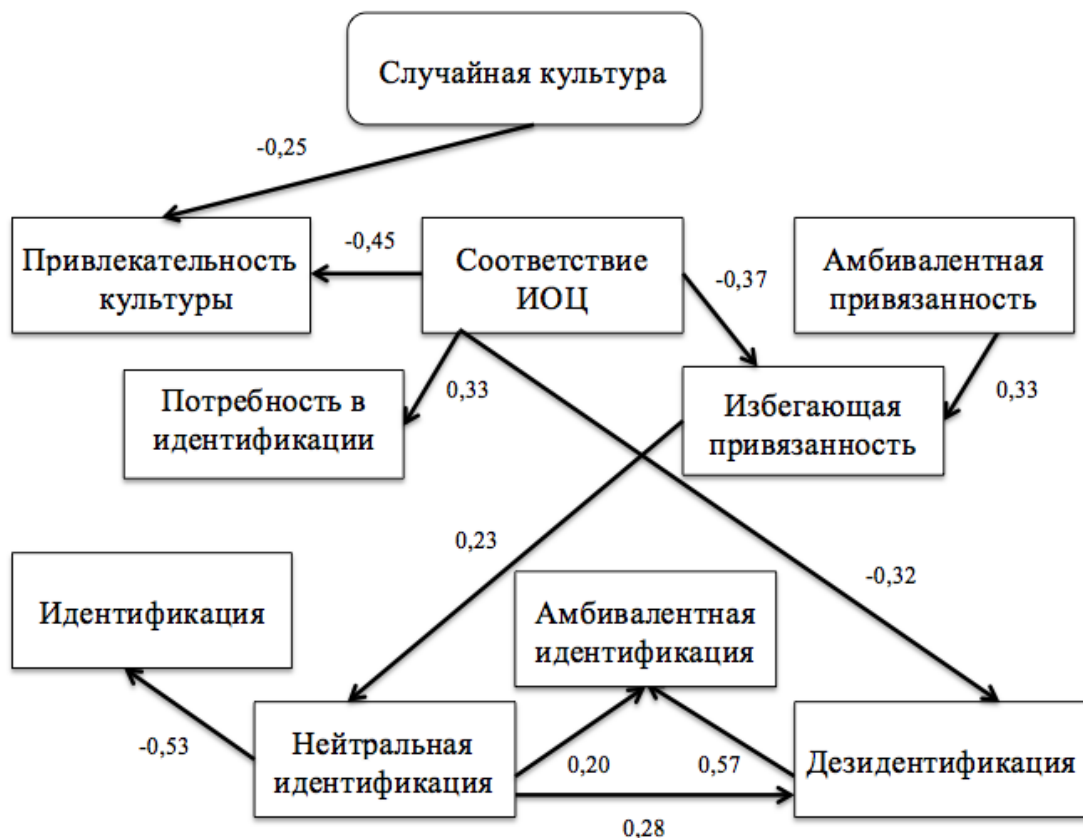 Случайная культура
-0,25
Привлекательность
культуры
-0,45
Соответствие
ИОЦ
-0,37
Амбивалентная
привязанность
Потребность в
идентификации
0,33
Избегающая
привязанность
0,33
0,23
-0,32
Идентификация
Амбивалентная
идентификация
-0,53
Нейтральная
идентификация
0,20
0,57
Дезидентификация
0,28